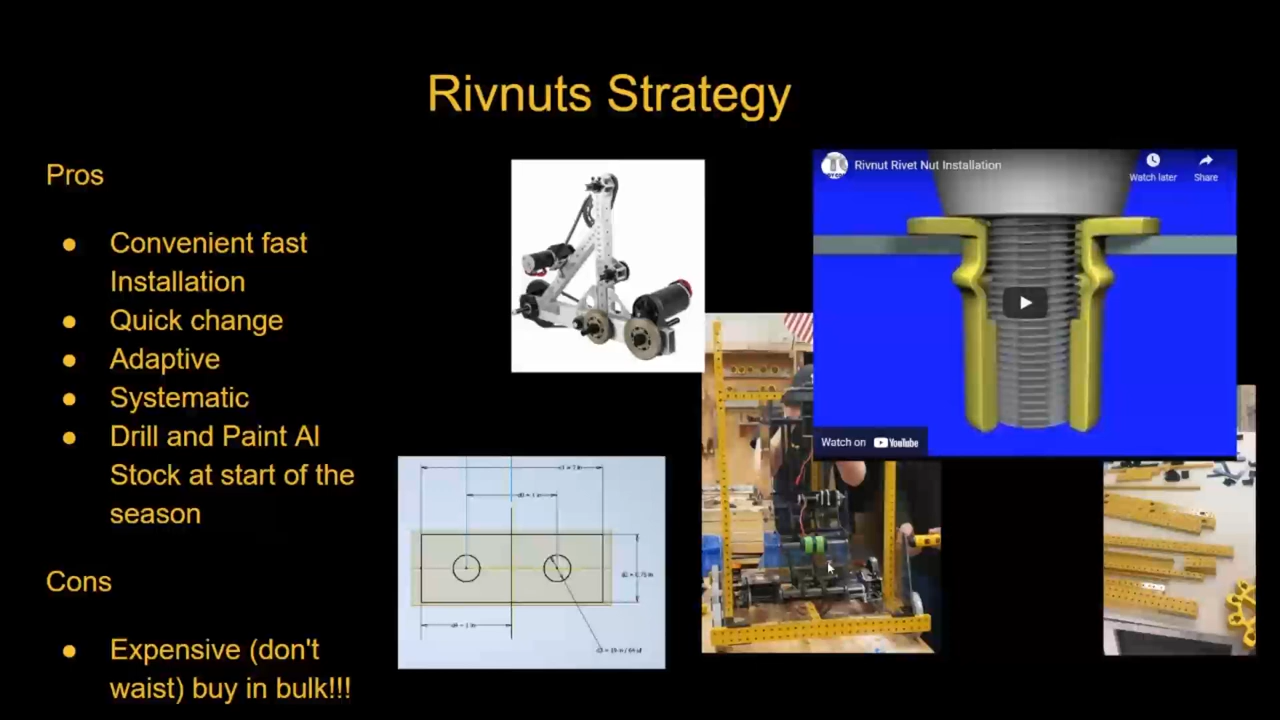 Rivnuts Strategy
Pros
● Convenient fast
Installation
● Quick change
● Adaptive
● Systematic
● Drill and Paint Al
Stock at start of the
season
Cons
● Expensive (don't
waist) buy in bulk!!!
Rivnut Rivet Nut Installation
Watch later
Share
Watch on YouTube